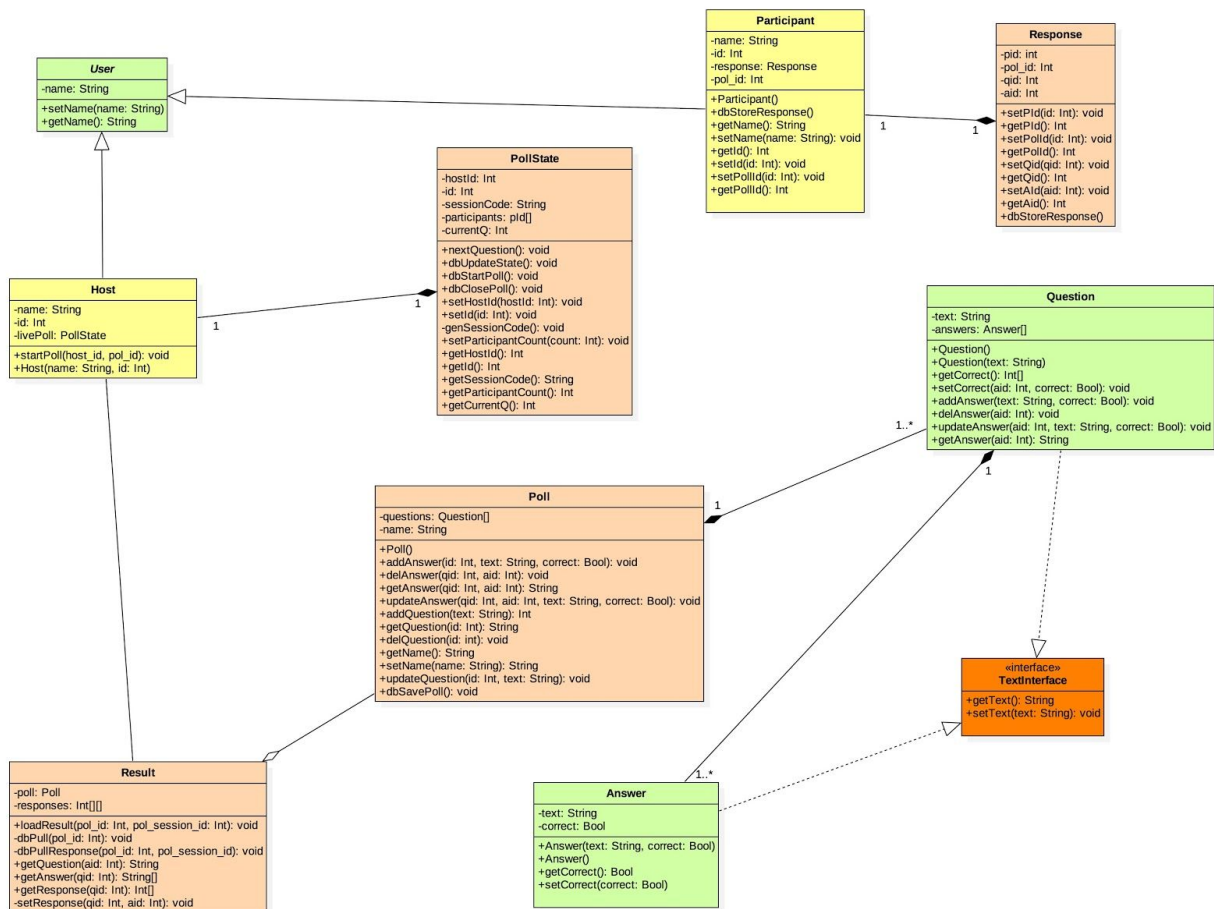 User
-name: String
+setName(name: String)
+getName(): String
Participant
-name: String
-id: Int
-response: Response
-pol_id: Int
+Participant()
+dbStoreResponse()
+getName(): String
+setName(name: String): void
+getId(): Int
+setId(id: Int): void
+setPollId(id: Int): void
+getPollId(): Int
1
1
Response
-pid: int
-pol_id: Int
-qid: Int
-aid: Int
+setPId(id: Int): void
+getPId(): Int
+setPolId(id: Int): void
+getPolId(): Int
+setQid(qid: Int): void
+getQid(): Int
+setAId(aid: Int): void
+getAid(): Int
+dbStoreResponse()
PollState
-hostId: Int
-id: Int
-sessionCode: String
-participants: pId[]
-currentQ: Int
+nextQuestion(): void
+dbUpdateState(): void
+dbStartPoll(): void
+dbClosePoll(): void
+setHostId(hostId: Int): void
+setId(id: Int): void
-genSessionCode(): void
+setParticipantCount(count: Int): void
+getHostId(): Int
+getId(): Int
+getSessionCode(): String
+getParticipantCount(): Int
+getCurrentQ(): Int
Host
-name: String
-id: Int
-livePoll: PollState
+startPoll(host_id, pol_id): void
+Host(name: String, id: Int)
1
1
Question
-text: String
-answers: Answer[]
+Question()
+Question(text: String)
+getCorrect(): Int[]
+setCorrect(aid: Int, correct: Bool): void
+addAnswer(text: String, correct: Bool): void
+delAnswer(aid: Int): void
+updateAnswer(aid: Int, text: String, correct: Bool): void
+getAnswer(aid: Int): String
1..*
1
1
Poll
-questions: Question[]
-name: String
+Poll()
+addAnswer(id: Int, text: String, correct: Bool): void
+delAnswer(qid: Int, aid: Int): void
+getAnswer(qid: Int, aid: Int): String
+updateAnswer(qid: Int, aid: Int, text: String, correct: Bool): void
+addQuestion(text: String): Int
+getQuestion(id: Int): String
+delQuestion(id: int): void
+getName(): String
+setName(name: String): String
+updateQuestion(id: Int, text: String): void
+dbSavePoll(): void
«interface»
TextInterface
+getText(): String
+setText(text: String): void
Result
-poll: Poll
-responses: Int[][]
+loadResult(pol_id: Int, pol_session_id: Int): void
-dbPull(pol_id: Int): void
-dbPullResponse(pol_id: Int, pol_session_id): void
+getQuestion(aid: Int): String
+getAnswer(qid: Int): String[]
+getResponse(qid: Int): Int[]
-setResponse(qid: Int, aid: Int): void
1..*
Answer
-text: String
-correct: Bool
+Answer(text: String, correct: Bool)
+Answer()
+getCorrect(): Bool
+setCorrect(correct: Bool)